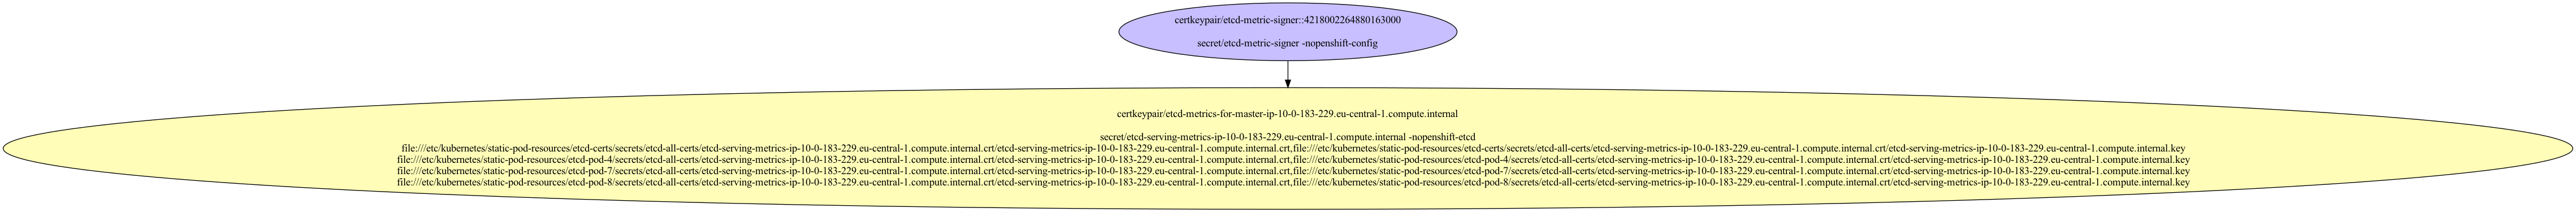 certkeypair/etcd-metric-signer::4218002264880163000
secret/etcd-metric-signer -nopenshift-config
certkeypair/etcd-metrics-for-master-ip-10-0-183-229.eu-central-1.compute.internal
secret/etcd-serving-metrics-ip-10-0-183-229.eu-central-1.compute.internal -nopenshift-etcd
file:///etc/kubernetes/static-pod-resources/etcd-certs/secrets/etcd-all-certs/etcd-serving-metrics-ip-10-0-183-229.eu-central-1.compute.internal.crt/etcd-serving-metrics-ip-10-0-183-229.eu-central-1.compute.internal.crt,file:///etc/kubernetes/static-pod-resources/etcd-certs/secrets/etcd-all-certs/etcd-serving-metrics-ip-10-0-183-229.eu-central-1.compute.internal.crt/etcd-serving-metrics-ip-10-0-183-229.eu-central-1.compute.internal.key
file:///etc/kubernetes/static-pod-resources/etcd-pod-4/secrets/etcd-all-certs/etcd-serving-metrics-ip-10-0-183-229.eu-central-1.compute.internal.crt/etcd-serving-metrics-ip-10-0-183-229.eu-central-1.compute.internal.crt,file:///etc/kubernetes/static-pod-resources/etcd-pod-4/secrets/etcd-all-certs/etcd-serving-metrics-ip-10-0-183-229.eu-central-1.compute.internal.crt/etcd-serving-metrics-ip-10-0-183-229.eu-central-1.compute.internal.key
file:///etc/kubernetes/static-pod-resources/etcd-pod-7/secrets/etcd-all-certs/etcd-serving-metrics-ip-10-0-183-229.eu-central-1.compute.internal.crt/etcd-serving-metrics-ip-10-0-183-229.eu-central-1.compute.internal.crt,file:///etc/kubernetes/static-pod-resources/etcd-pod-7/secrets/etcd-all-certs/etcd-serving-metrics-ip-10-0-183-229.eu-central-1.compute.internal.crt/etcd-serving-metrics-ip-10-0-183-229.eu-central-1.compute.internal.key
file:///etc/kubernetes/static-pod-resources/etcd-pod-8/secrets/etcd-all-certs/etcd-serving-metrics-ip-10-0-183-229.eu-central-1.compute.internal.crt/etcd-serving-metrics-ip-10-0-183-229.eu-central-1.compute.internal.crt,file:///etc/kubernetes/static-pod-resources/etcd-pod-8/secrets/etcd-all-certs/etcd-serving-metrics-ip-10-0-183-229.eu-central-1.compute.internal.crt/etcd-serving-metrics-ip-10-0-183-229.eu-central-1.compute.internal.key